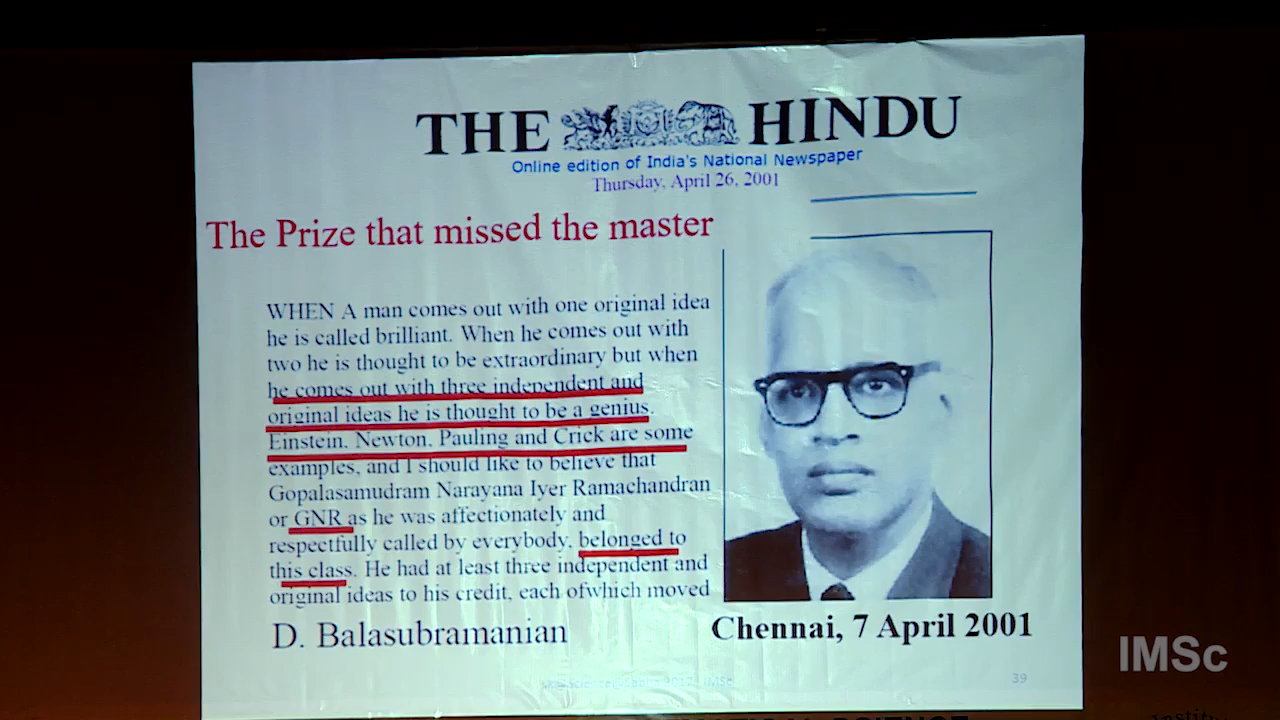 THE HINDU
Online edition of India's National Newspaper
Thursday, April 26, 2001
The Prize that missed the master
WHEN A man comes out with one original idea
he is called brilliant. When he comes out with
two he is thought to be extraordinary but when
he comes out with three independent and
original ideas he is thought to be a genius.
Einstein, Newton, Pauling and Crick are some
examples, and I should like to believe that
Gopalasamudram Narayana Iyer Ramachandran
or GNR as he was affectionately and
respectfully called by everybody, belonged to
this class. He had at least three independent and
original ideas to his credit, each ofwhich moved
D. Balasubramanian
Chennai, 7 April 2001
IMSc
39